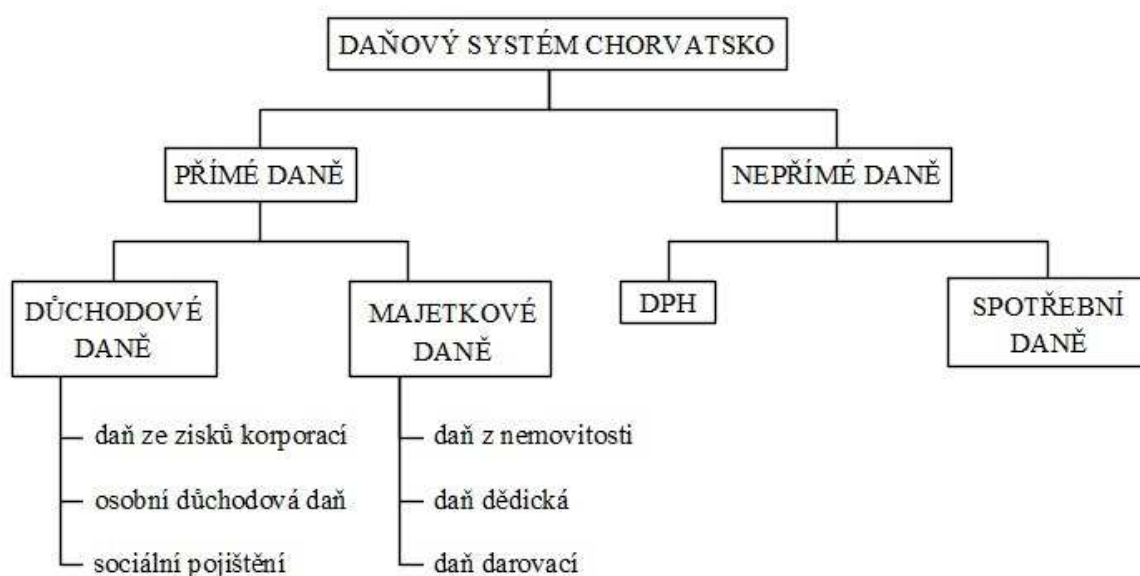 DAŇOVÝ SYSTÉM CHORVATSKO
PŘÍMÉ DANĚ
NEPŘÍMÉ DANĚ
DŮCHODOVÉ
DANĚ
MAJETKOVÉ
DANĚ
DPH
SPOTŘEBNÍ
DANĚ
daň ze zisků korporací
osobní důchodová daň
sociální pojištění
daň z nemovitosti
daň dědická
daň darovací